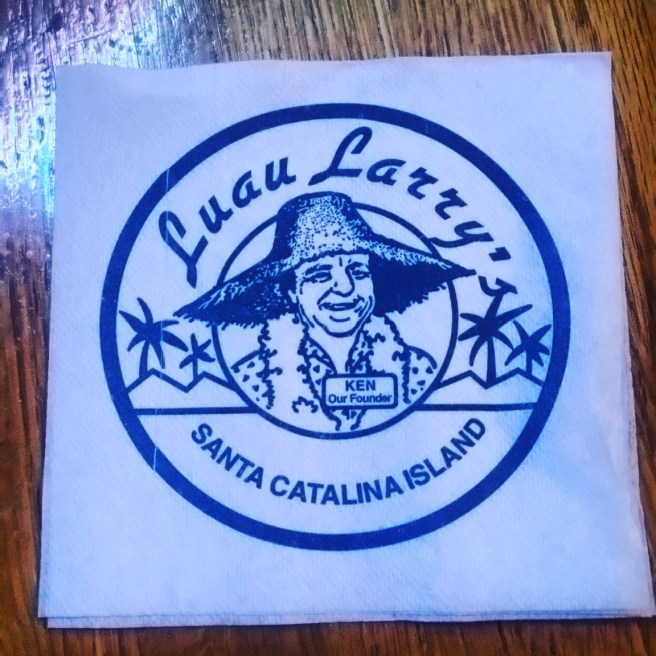 Luau Larry's
KEN
Our Founder
SANTA CATALINA ISLAND